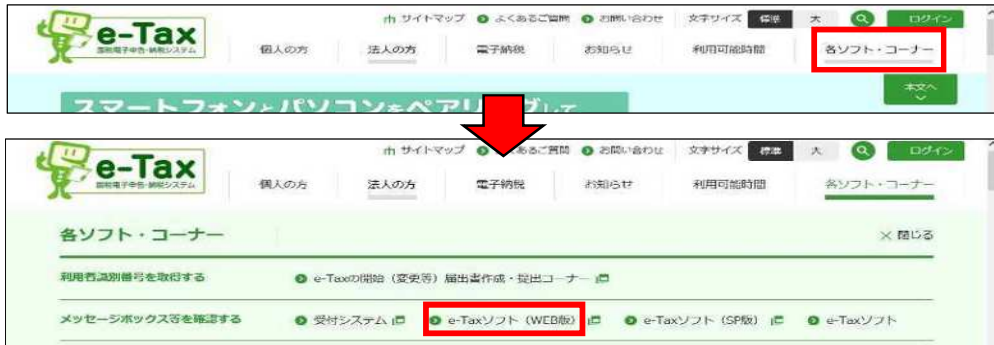 e-Tax
国税電子申告・納税システム
サイトマップ よくあるご質問 お問い合わせ 文字サイズ 標準 大 ログイン
個人の方 法人の方 電子納税 お知らせ 利用可能時間 各ソフト・コーナー
本文へ
スマートフォンとパソコンをペアリングして
e-Tax
国税電子申告・納税システム
サイトマップ よくあるご質問 お問い合わせ 文字サイズ 標準 大 ログイン
個人の方 法人の方 電子納税 お知らせ 利用可能時間 各ソフト・コーナー
各ソフト・コーナー × 閉じる
利用者識別番号を取得する e-Taxの開始（変更等）届出書作成・提出コーナー
メッセージボックス等を確認する 受付システム e-Taxソフト（WEB版） e-Taxソフト（SP版） e-Taxソフト